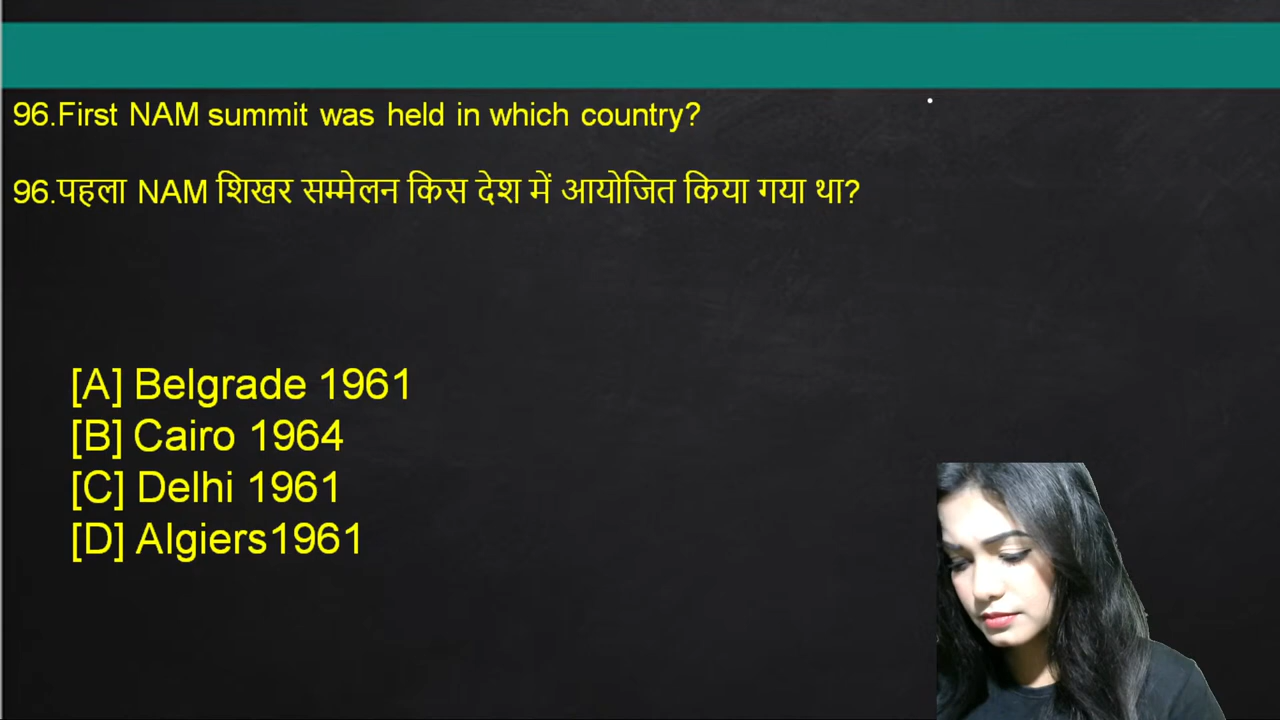 96.First NAM summit was held in which country?
96.पहला NAM शिखर सम्मेलन किस देश में आयोजित किया गया था?
[A] Belgrade 1961
[B] Cairo 1964
[C] Delhi 1961
[D] Algiers1961